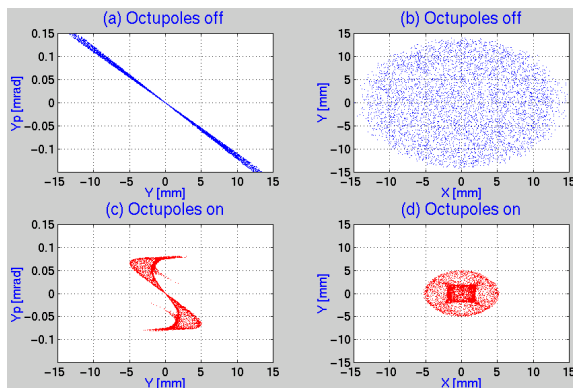 (a) Octupoles off
(b) Octupoles off
0.15
0.1
0.05
0
−0.05
−0.1
Yp [mrad]
−15 −10 −5 0 5 10 15
Y [mm]
15
10
5
0
−5
−10
−15
Y [mm]
−15 −10 −5 0 5 10 15
X [mm]
(c) Octupoles on
(d) Octupoles on
0.15
0.1
0.05
0
−0.05
−0.1
Yp [mrad]
−15 −10 −5 0 5 10 15
Y [mm]
15
10
5
0
−5
−10
−15
Y [mm]
−15 −10 −5 0 5 10 15
X [mm]